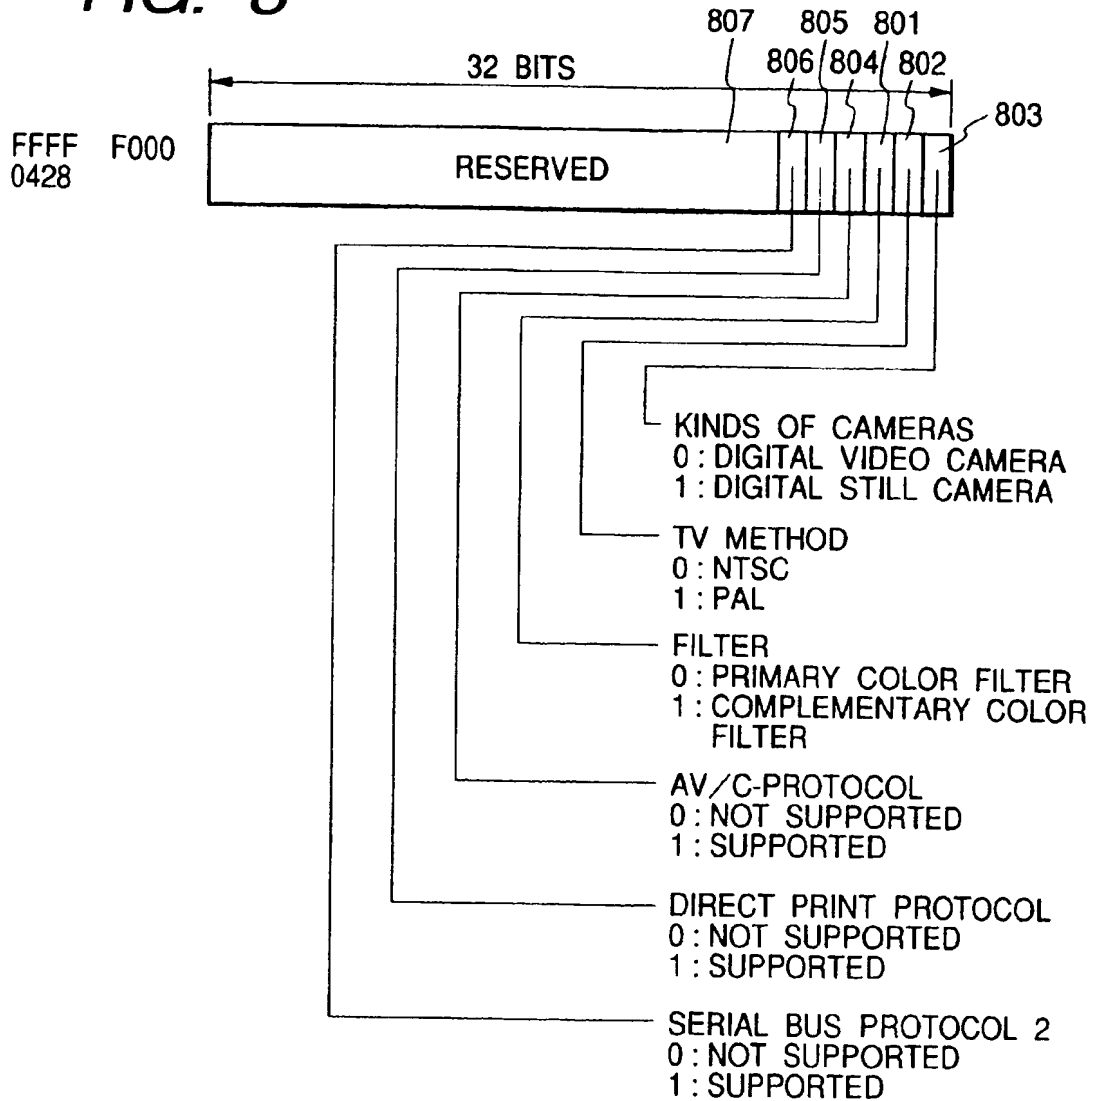 FIG. 8
807 805 801
806 804 802
803
32 BITS
FFFF F000
0428
RESERVED
KINDS OF CAMERAS
0 : DIGITAL VIDEO CAMERA
1 : DIGITAL STILL CAMERA
TV METHOD
0 : NTSC
1 : PAL
FILTER
0 : PRIMARY COLOR FILTER
1 : COMPLEMENTARY COLOR
FILTER
AV/C-PROTOCOL
0 : NOT SUPPORTED
1 : SUPPORTED
DIRECT PRINT PROTOCOL
0 : NOT SUPPORTED
1 : SUPPORTED
SERIAL BUS PROTOCOL 2
0 : NOT SUPPORTED
1 : SUPPORTED